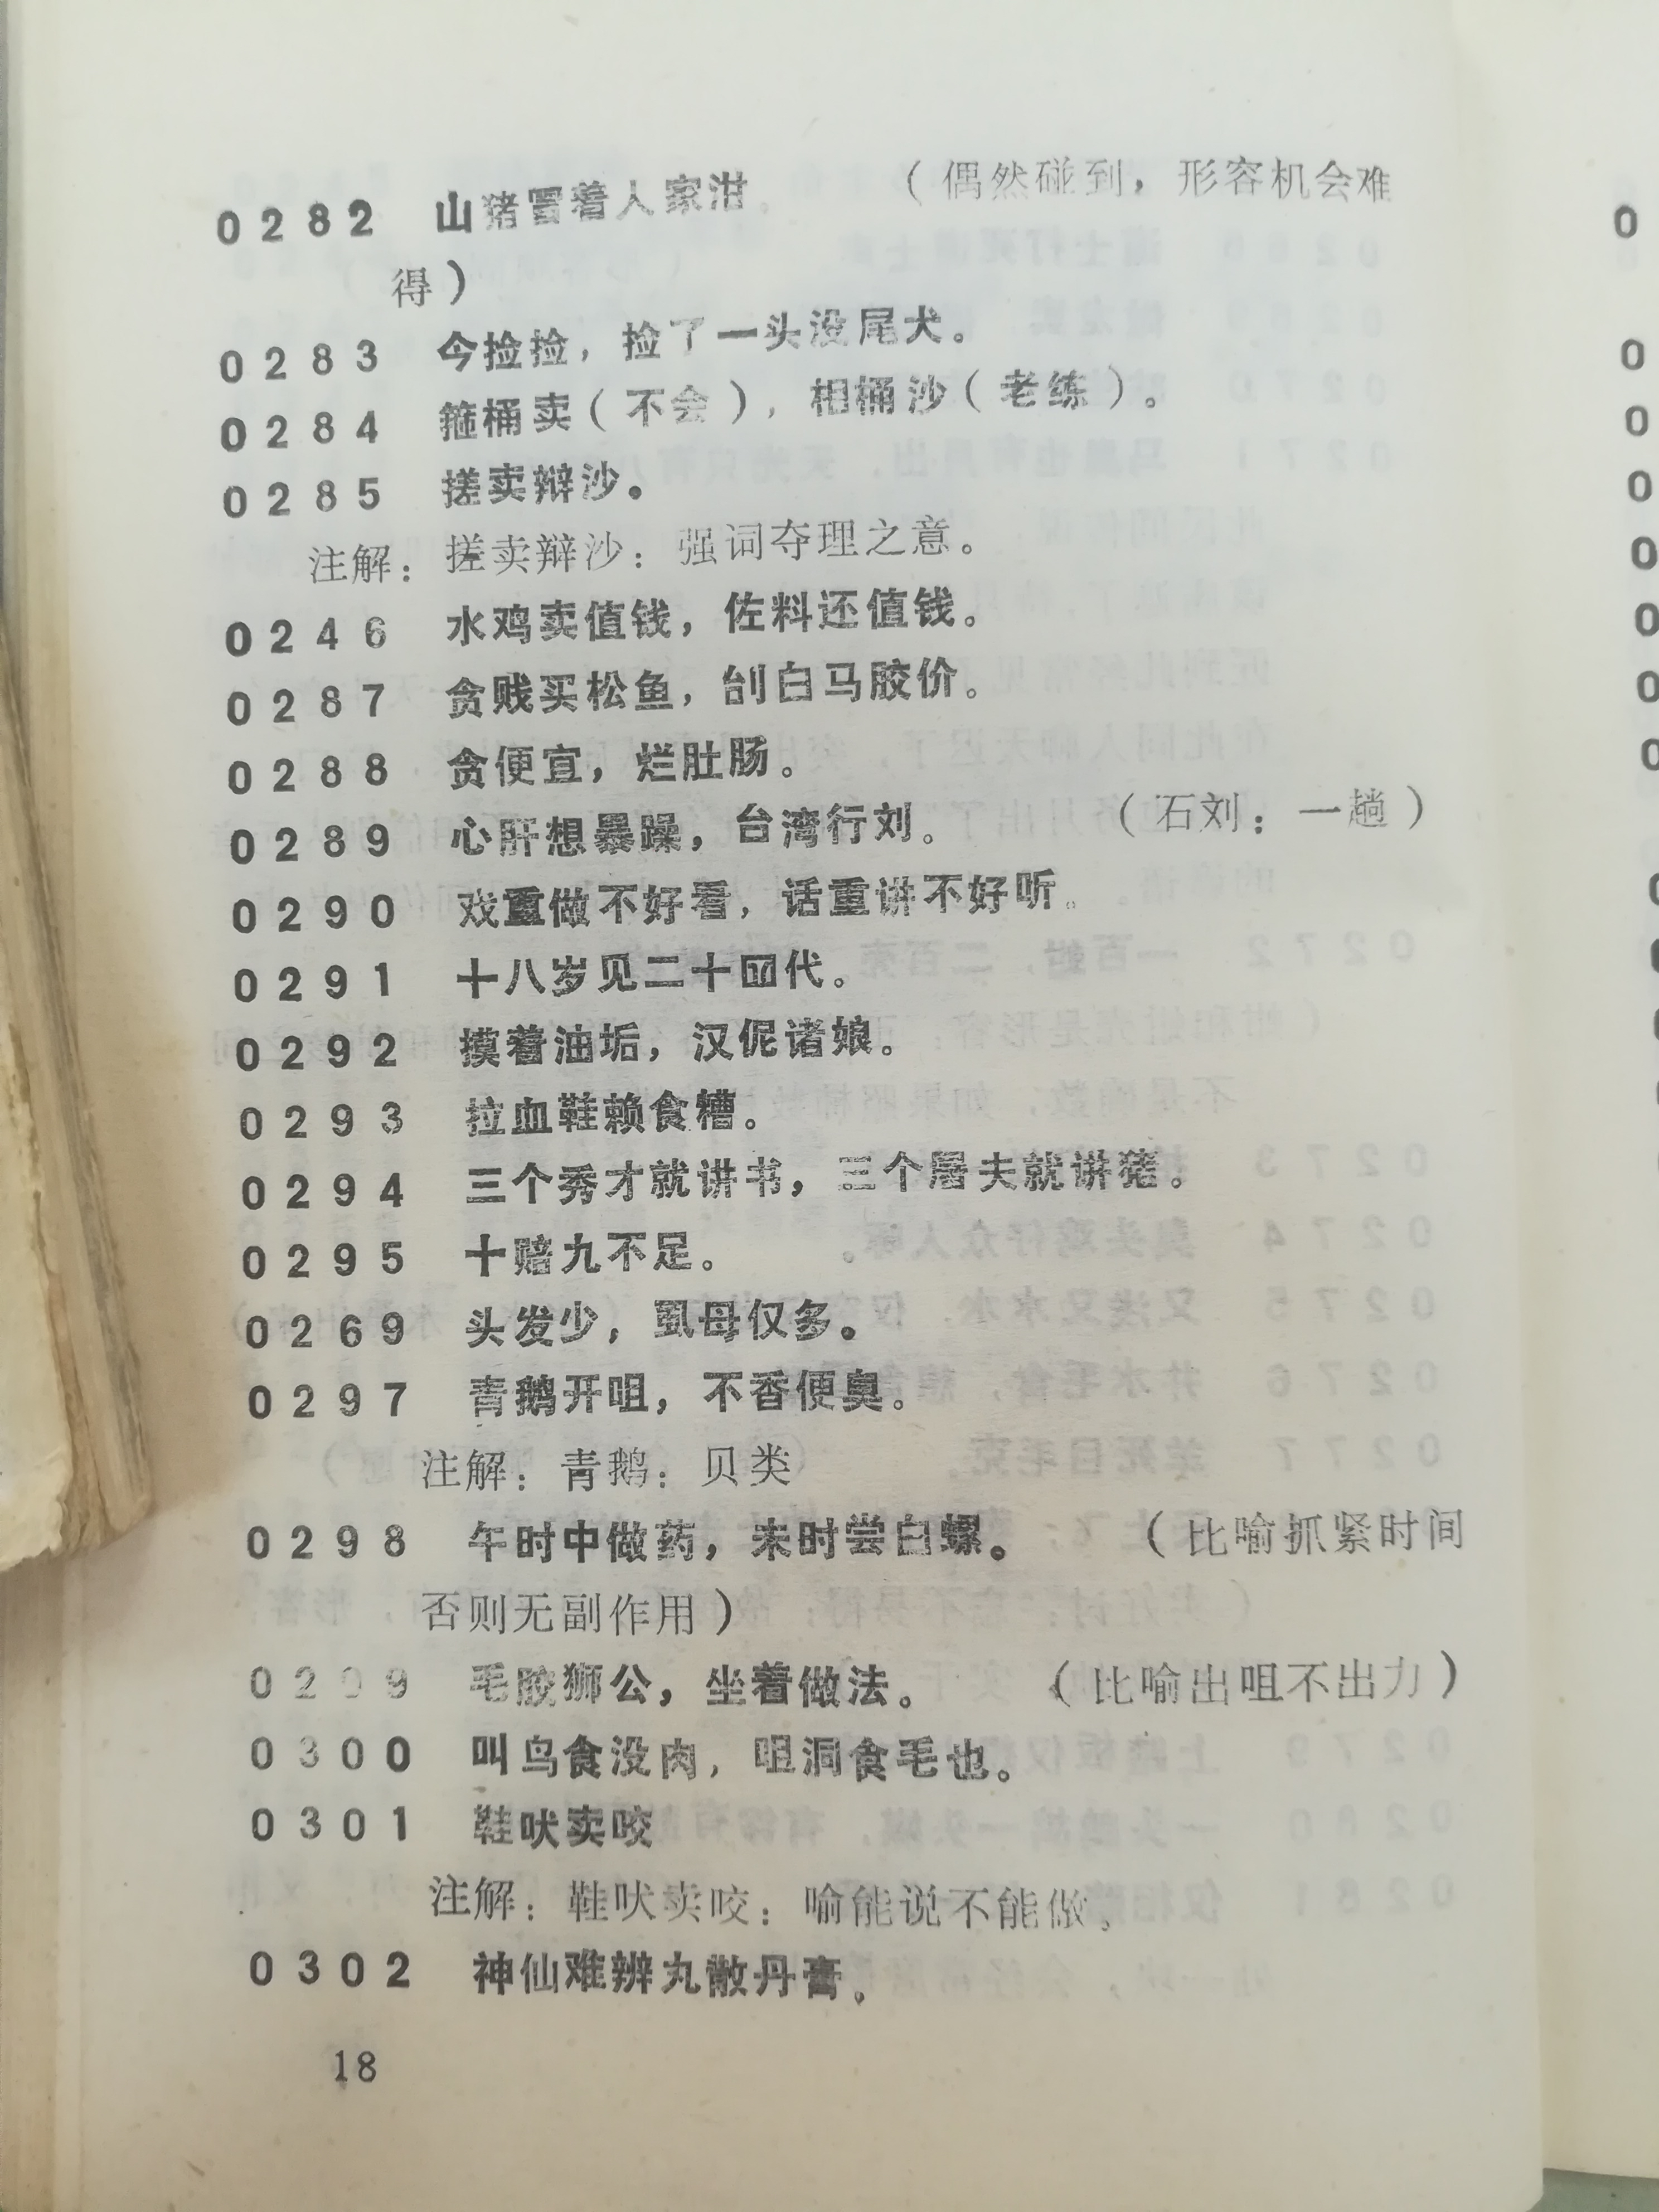 0282 山猪冒着人家泔。 （偶然碰到，形容机会难
得）
0283 今捡捡，捡了一头没尾犬。
0284 箍桶卖（不会），相桶沙（老练）。
0285 搓卖辩沙。
注解：搓卖辩沙：强词夺理之意。
0246 水鸡卖值钱，佐料还值钱。
0287 贪贱买松鱼，刣白马胶价。
0288 贪便宜，烂肚肠。
0289 心肝想暴躁，台湾行刘。 （石刘：一趟）
0290 戏重做不好看，话重讲不好听。
0291 十八岁见二十四代。
0292 摸着油垢，汉伲诸娘。
0293 拉血鞋赖食糟。
0294 三个秀才就讲书，三个屠夫就讲猪。
0295 十赔九不足。
0269 头发少，虱母仅多。
0297 青鹅开咀，不香便臭。
注解：青鹅：贝类
0298 午时中做药，未时尝白螺。 （比喻抓紧时间
否则无副作用）
0299 毛胶狮公，坐着做法。 （比喻出咀不出力）
0300 叫鸟食没肉，咀洞食毛也。
0301 鞋吠卖咬
注解：鞋吠卖咬：喻能说不能做。
0302 神仙难辨丸散丹膏。
18